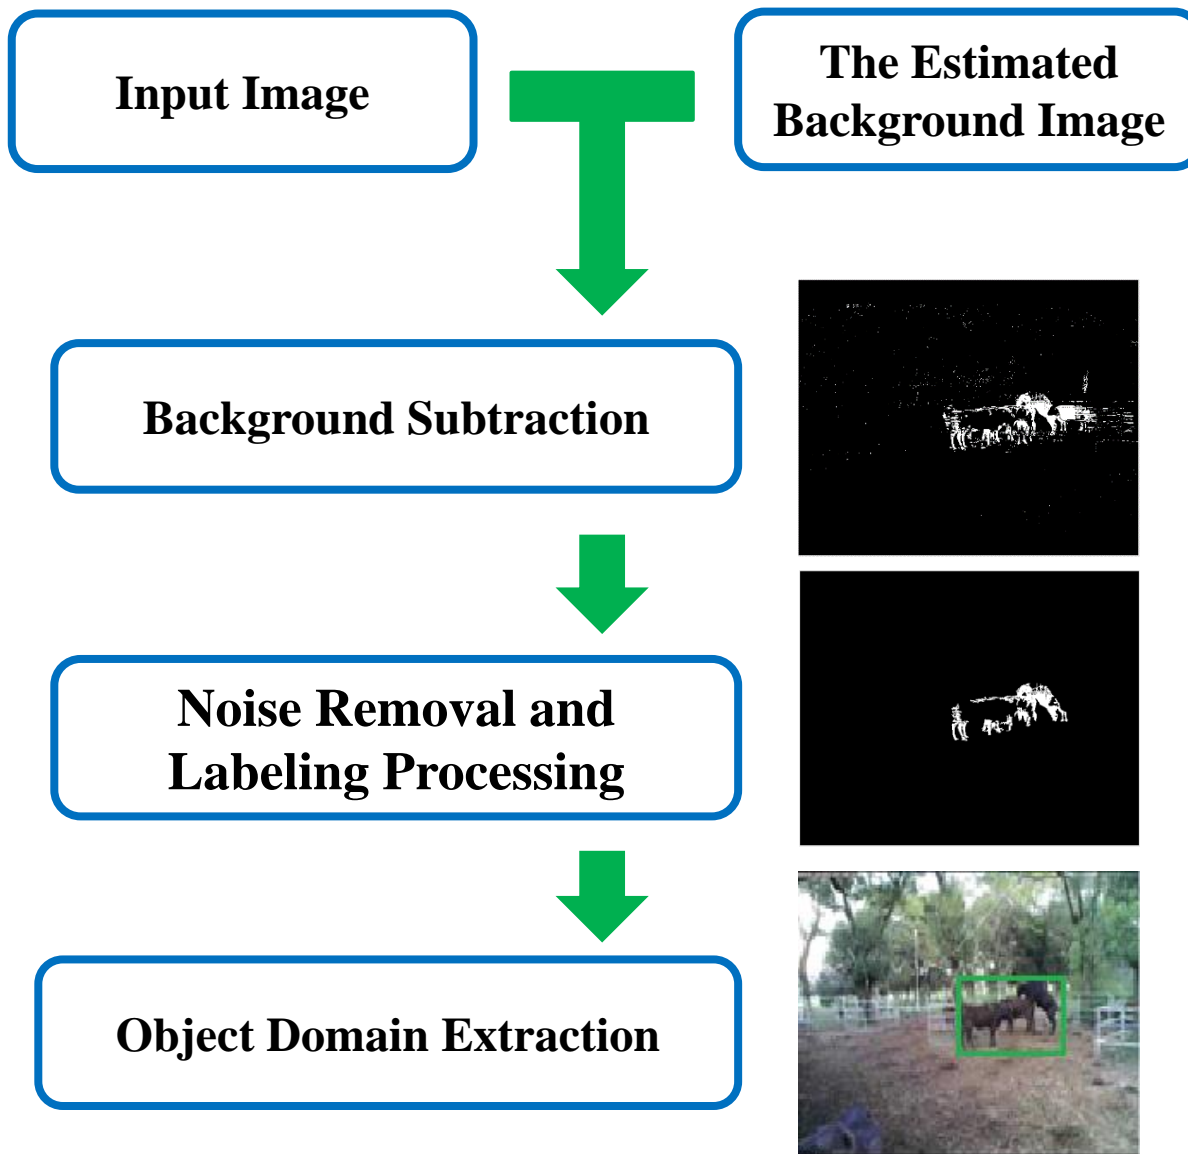 Input Image
The Estimated
Background Image
Background Subtraction
Noise Removal and
Labeling Processing
Object Domain Extraction